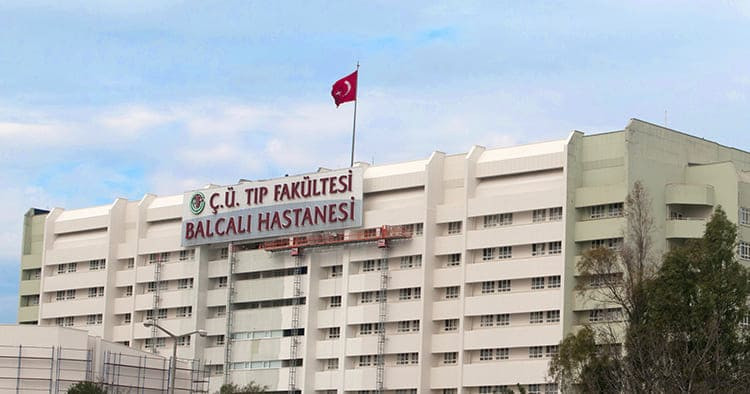 Ç.Ü. TIP FAKÜLTESİ
BALCALI HASTANESİ